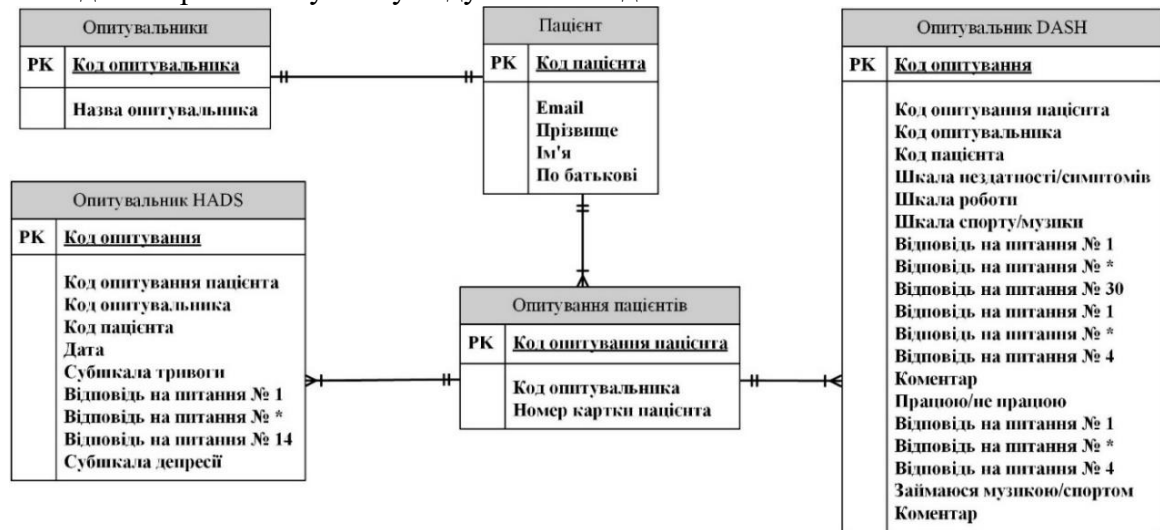 Опитувальники
PK Код опитувальника
Назва опитувальника
Пацієнт
PK Код пацієнта
Email
Прізвище
Ім'я
По батькові
Опитувальник DASH
PK Код опитування
Код опитування пацієнта
Код опитувальника
Код пацієнта
Шкала нездатності/симптомів
Шкала роботи
Шкала спорту/музики
Відповідь на питання № 1
Відповідь на питання № *
Відповідь на питання № 30
Відповідь на питання № 1
Відповідь на питання № *
Відповідь на питання № 4
Коментар
Працюю/не працюю
Відповідь на питання № 1
Відповідь на питання № *
Відповідь на питання № 4
Займаюся музикою/спортом
Коментар
Опитувальник HADS
PK Код опитування
Код опитування пацієнта
Код опитувальника
Код пацієнта
Дата
Субшкала тривоги
Відповідь на питання № 1
Відповідь на питання № *
Відповідь на питання № 14
Субшкала депресії
Опитування пацієнтів
PK Код опитування пацієнта
Код опитувальника
Номер картки пацієнта